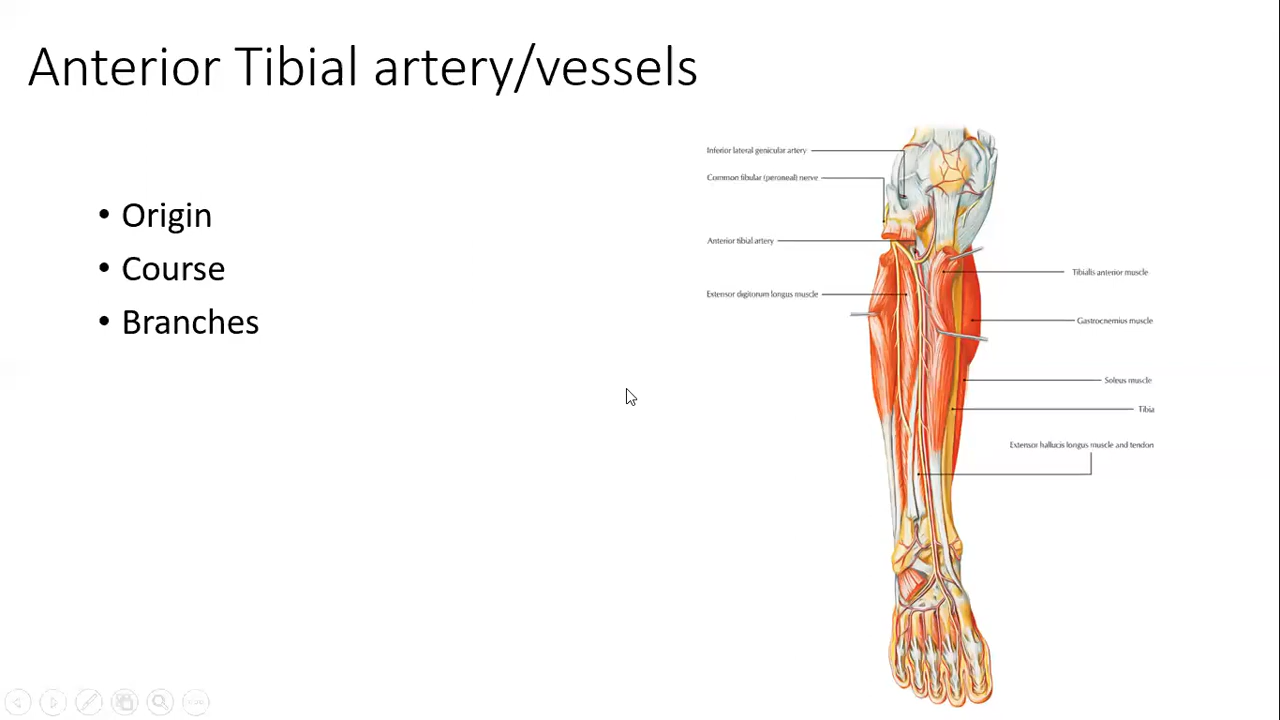 Anterior Tibial artery/vessels
• Origin
• Course
• Branches
Inferior lateral genicular artery
Common fibular (peroneal) nerve
Anterior tibial artery
Extensor digitorum longus muscle
Tibialis anterior muscle
Gastrocnemius muscle
Soleus muscle
Tibia
Extensor hallucis longus muscle and tendon